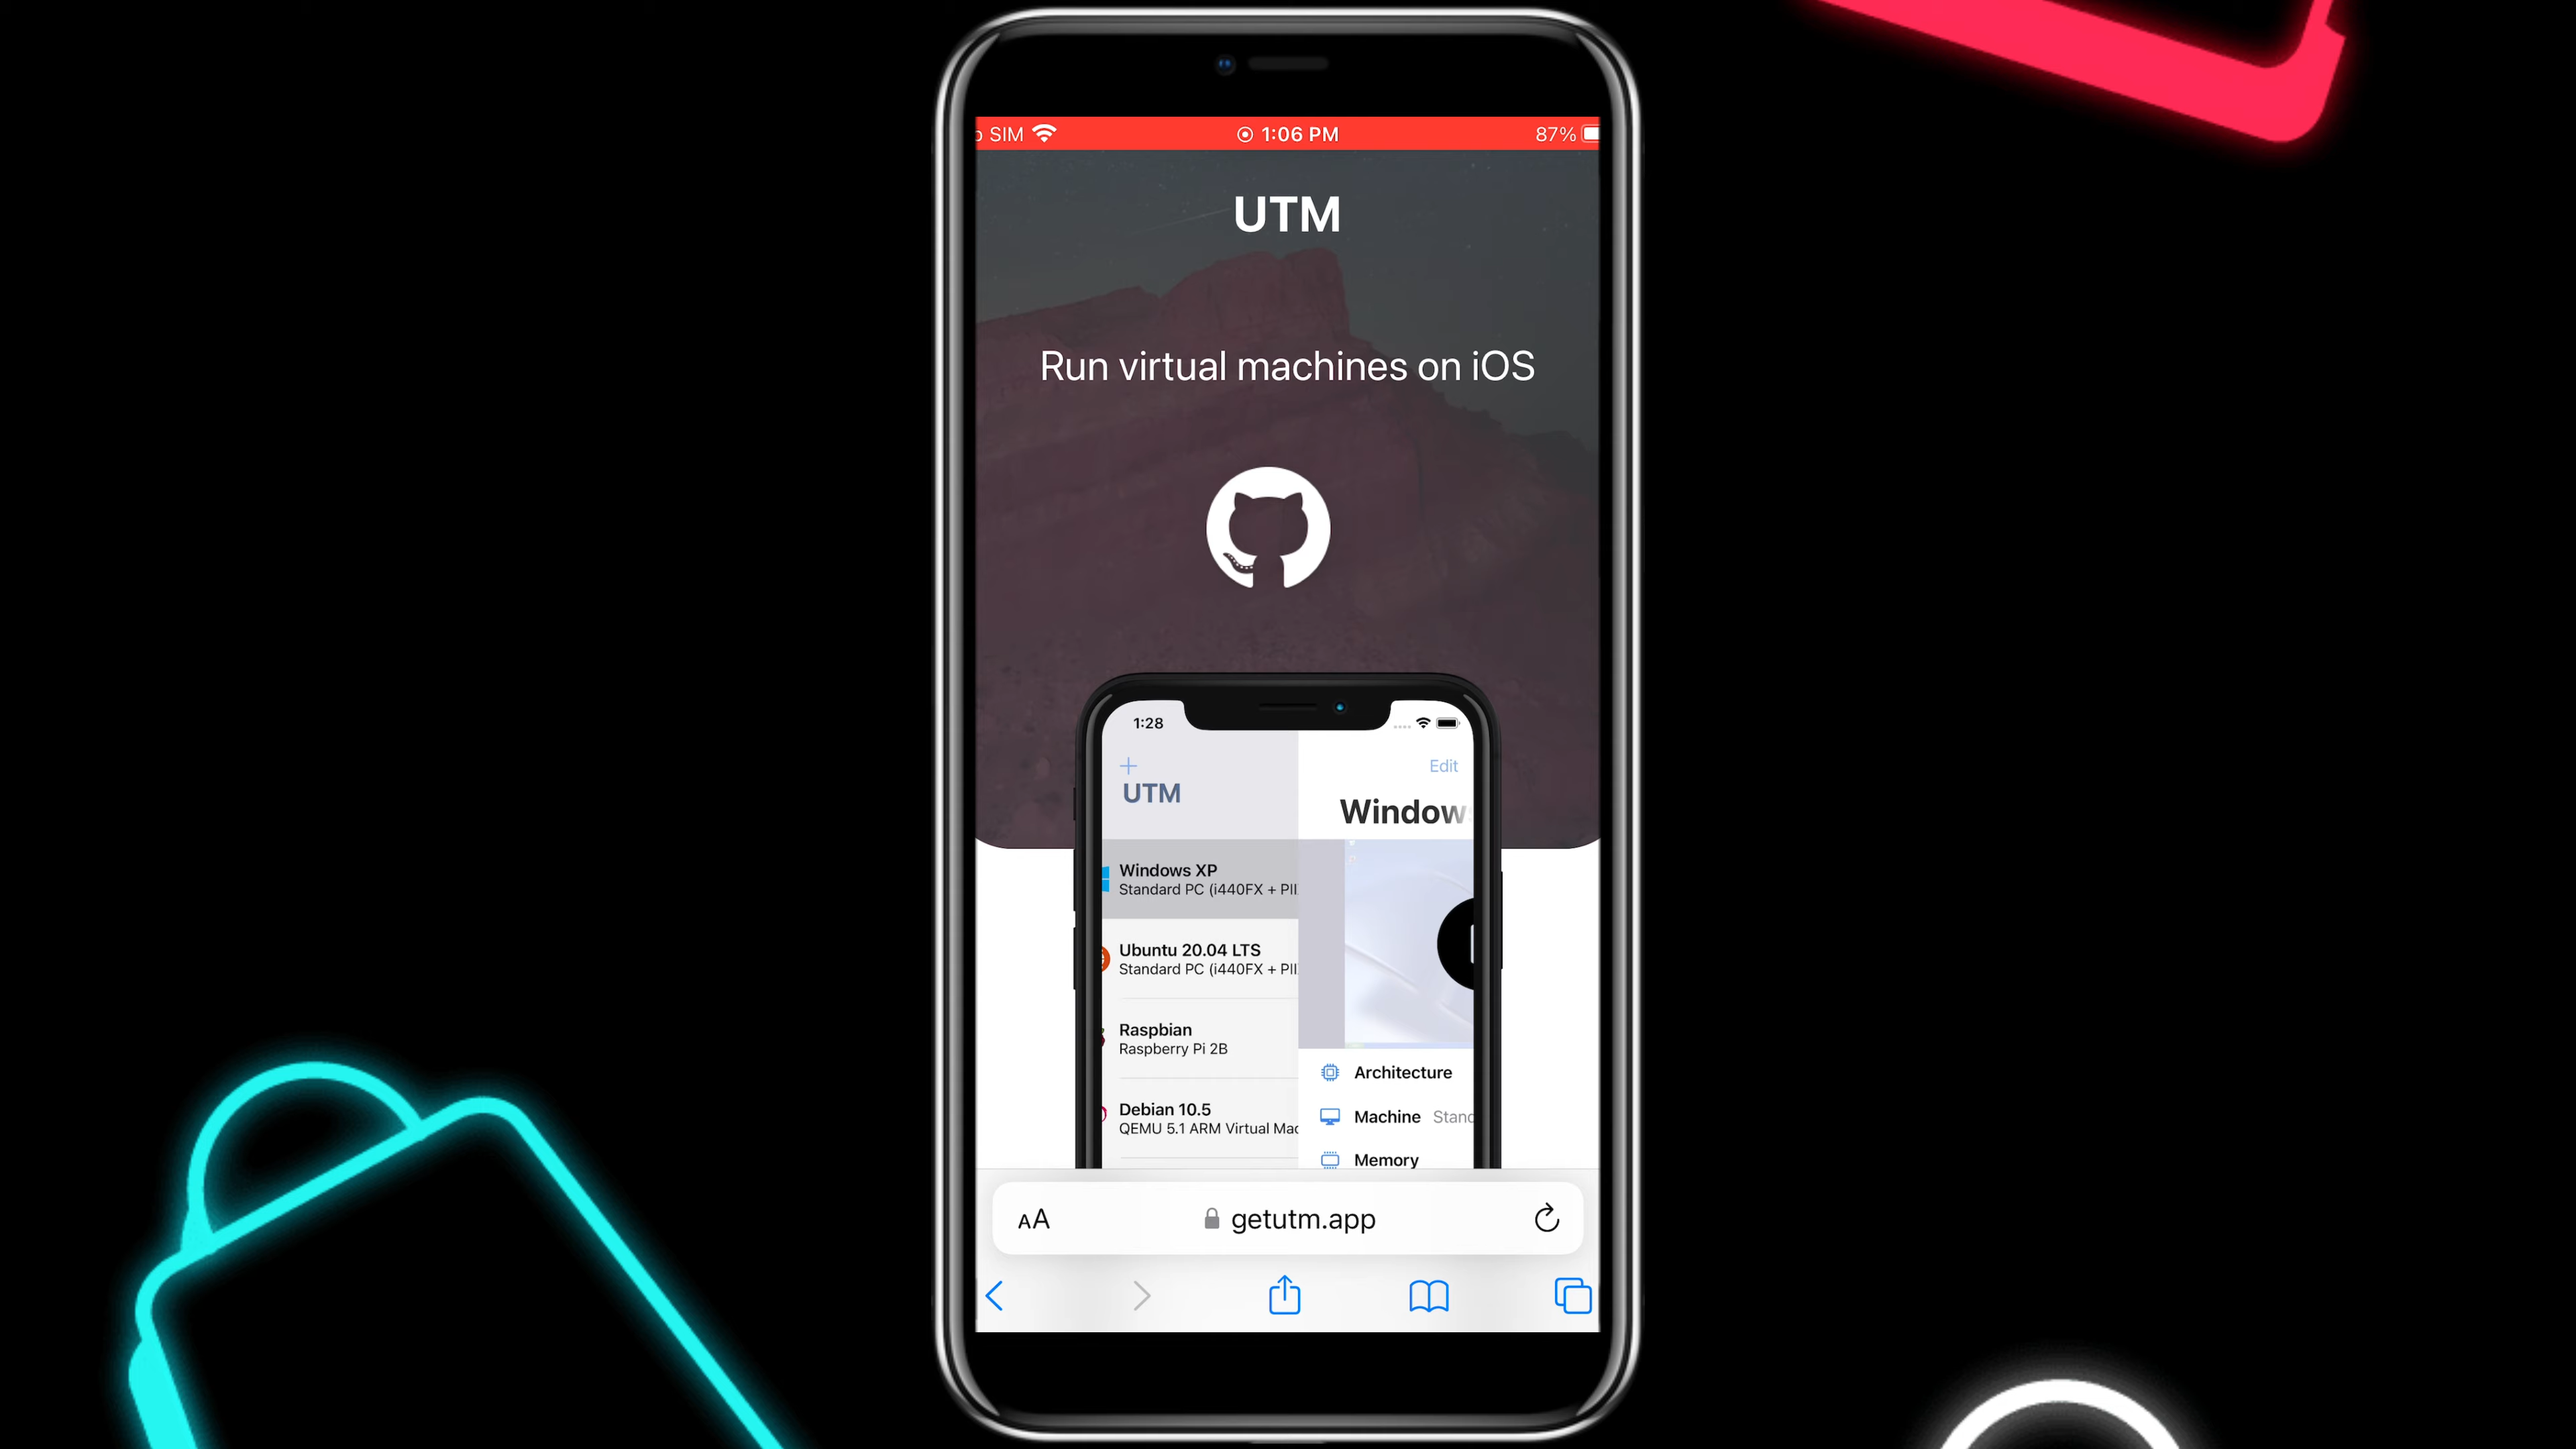 SIM 1:06 PM 87%
UTM
Run virtual machines on iOS
1:28
Edit
UTM
Window
Windows XP
Standard PC (i440FX + PII
Ubuntu 20.04 LTS
Standard PC (i440FX + PII
Raspbian
Raspberry Pi 2B
Debian 10.5
QEMU 5.1 ARM Virtual Mac
Architecture
Machine Stand
Memory
AA getutm.app